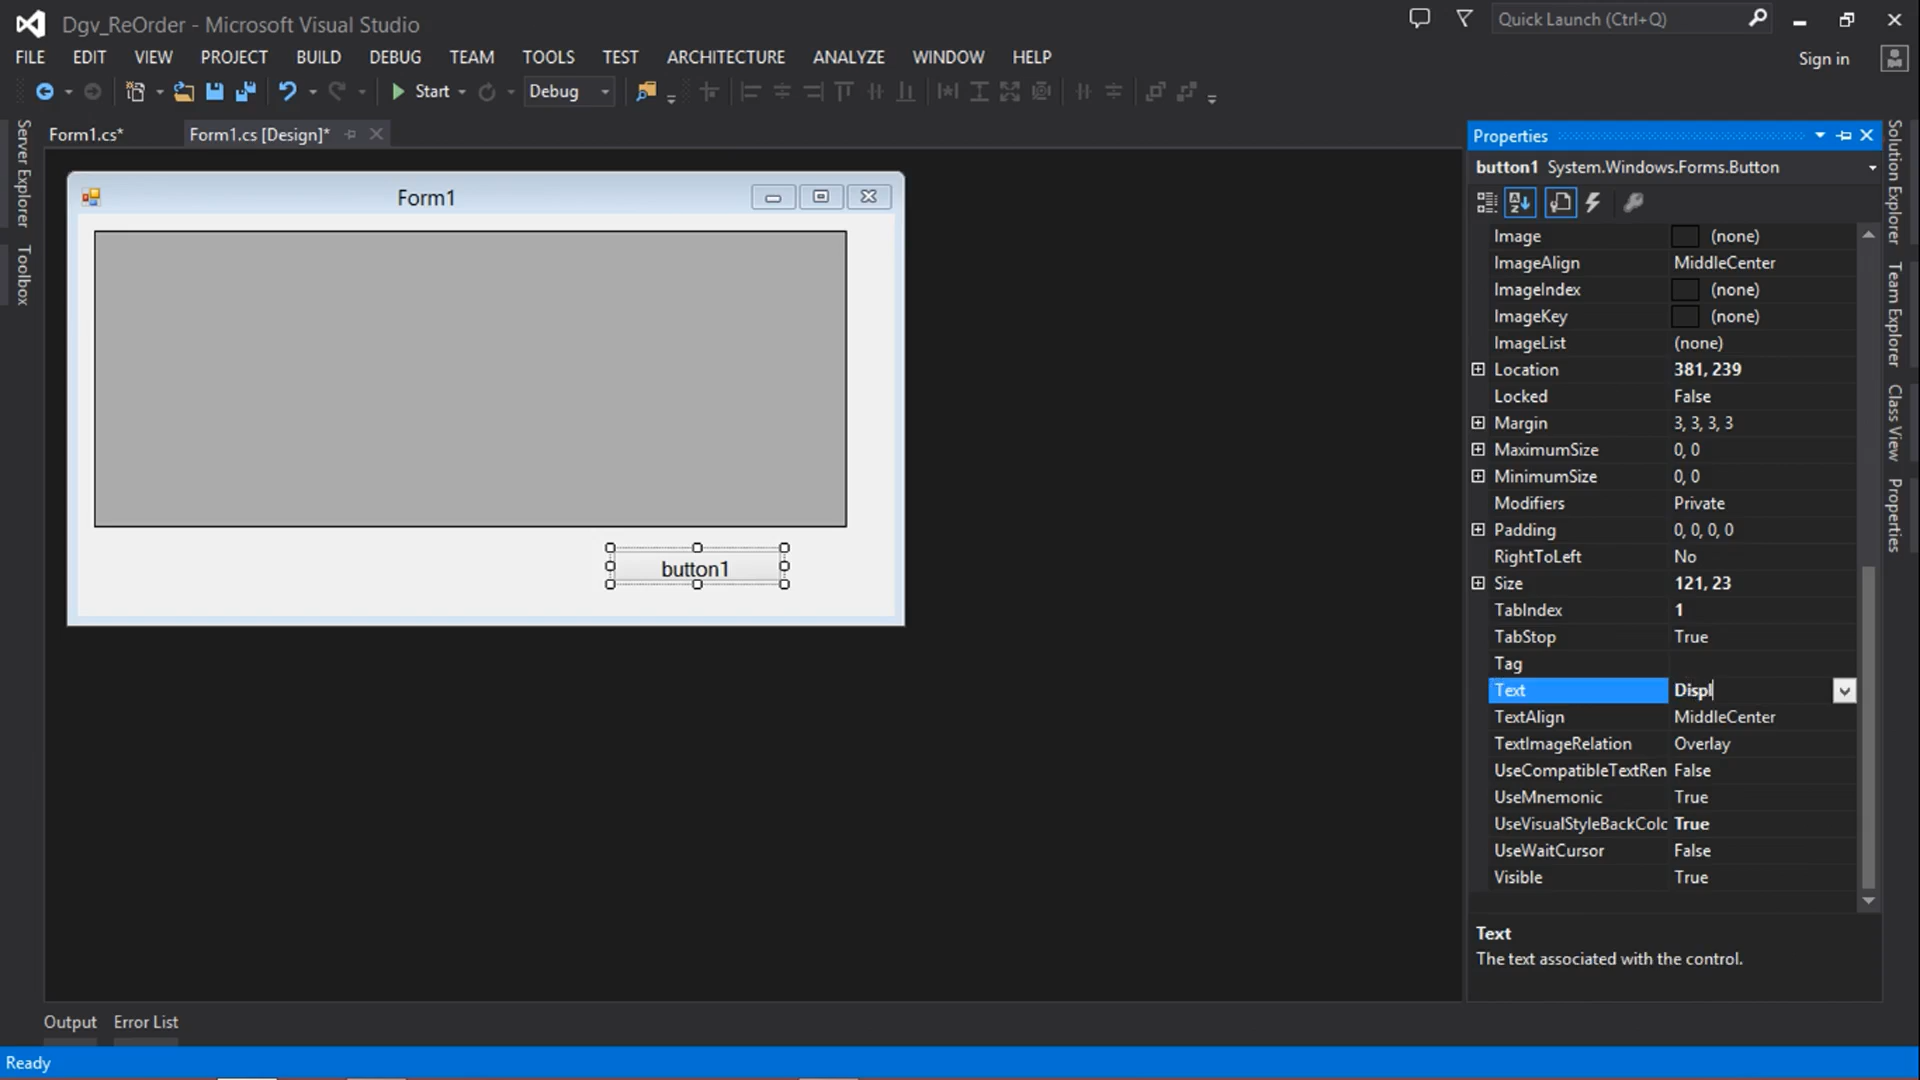 Dgv_ReOrder - Microsoft Visual Studio
Quick Launch (Ctrl+Q)
FILE EDIT VIEW PROJECT BUILD DEBUG TEAM TOOLS TEST ARCHITECTURE ANALYZE WINDOW HELP
Sign in
Start Debug
Server Explorer
Toolbox
Form1.cs*
Form1.cs [Design]*
Form1
button1
Properties
button1 System.Windows.Forms.Button
Image (none)
ImageAlign MiddleCenter
ImageIndex (none)
ImageKey (none)
ImageList (none)
Location 381, 239
Locked False
Margin 3, 3, 3, 3
MaximumSize 0, 0
MinimumSize 0, 0
Modifiers Private
Padding 0, 0, 0, 0
RightToLeft No
Size 121, 23
TabIndex 1
TabStop True
Tag
Text Displ
TextAlign MiddleCenter
TextImageRelation Overlay
UseCompatibleTextRen False
UseMnemonic True
UseVisualStyleBackColo True
UseWaitCursor False
Visible True
Text
The text associated with the control.
Solution Explorer
Team Explorer
Class View
Properties
Output Error List
Ready